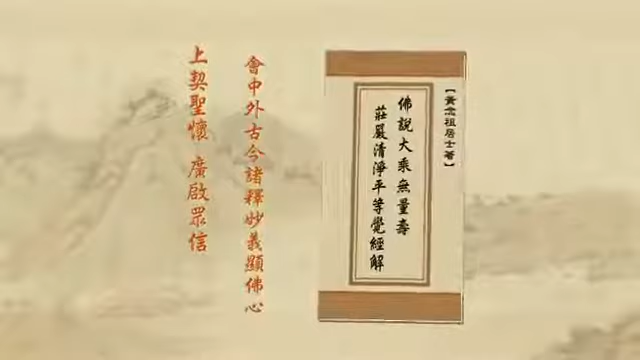 【黃念祖居士著】
佛說大乘無量壽
莊嚴清淨平等覺經解
會中外古今諸釋妙義顯佛心
上契聖懷 廣啟眾信